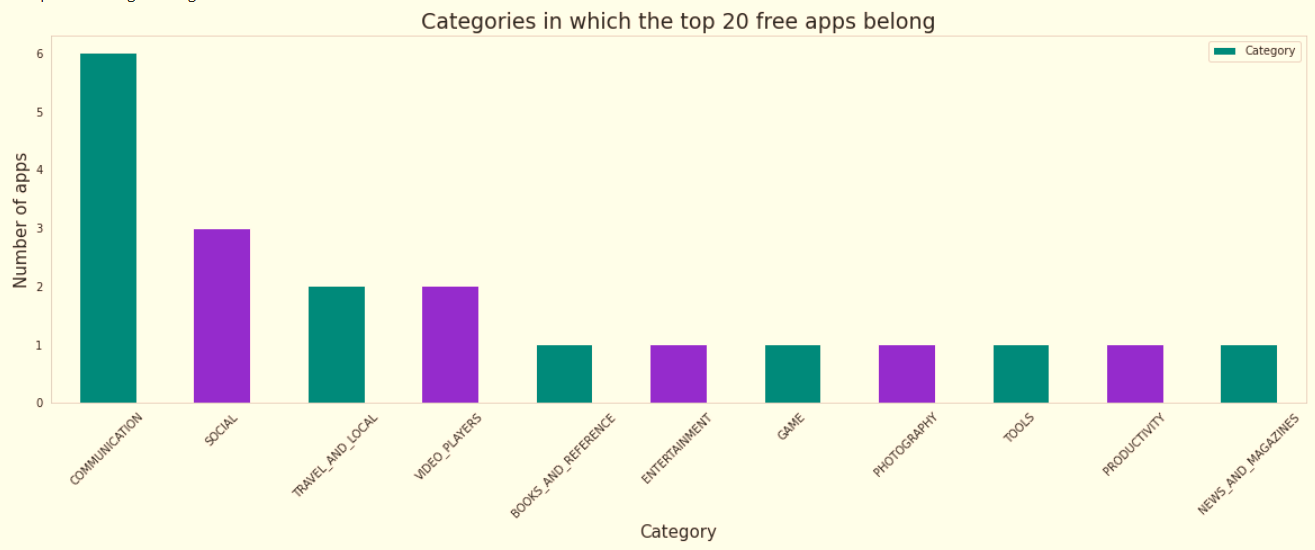 Categories in which the top 20 free apps belong
Category
6
5
4
3
2
1
0
Number of apps
COMMUNICATION
SOCIAL
TRAVEL_AND_LOCAL
VIDEO_PLAYERS
BOOKS_AND_REFERENCE
ENTERTAINMENT
GAME
PHOTOGRAPHY
TOOLS
PRODUCTIVITY
NEWS_AND_MAGAZINES
Category